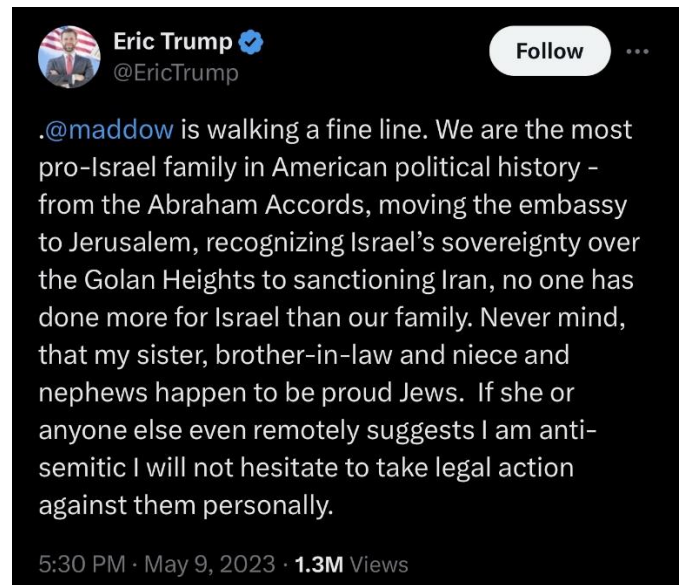 Eric Trump
Follow
@EricTrump
.@maddow is walking a fine line. We are the most
pro-Israel family in American political history -
from the Abraham Accords, moving the embassy
to Jerusalem, recognizing Israel’s sovereignty over
the Golan Heights to sanctioning Iran, no one has
done more for Israel than our family. Never mind,
that my sister, brother-in-law and niece and
nephews happen to be proud Jews.  If she or
anyone else even remotely suggests I am anti-
semitic I will not hesitate to take legal action
against them personally.
5:30 PM · May 9, 2023 · 1.3M Views